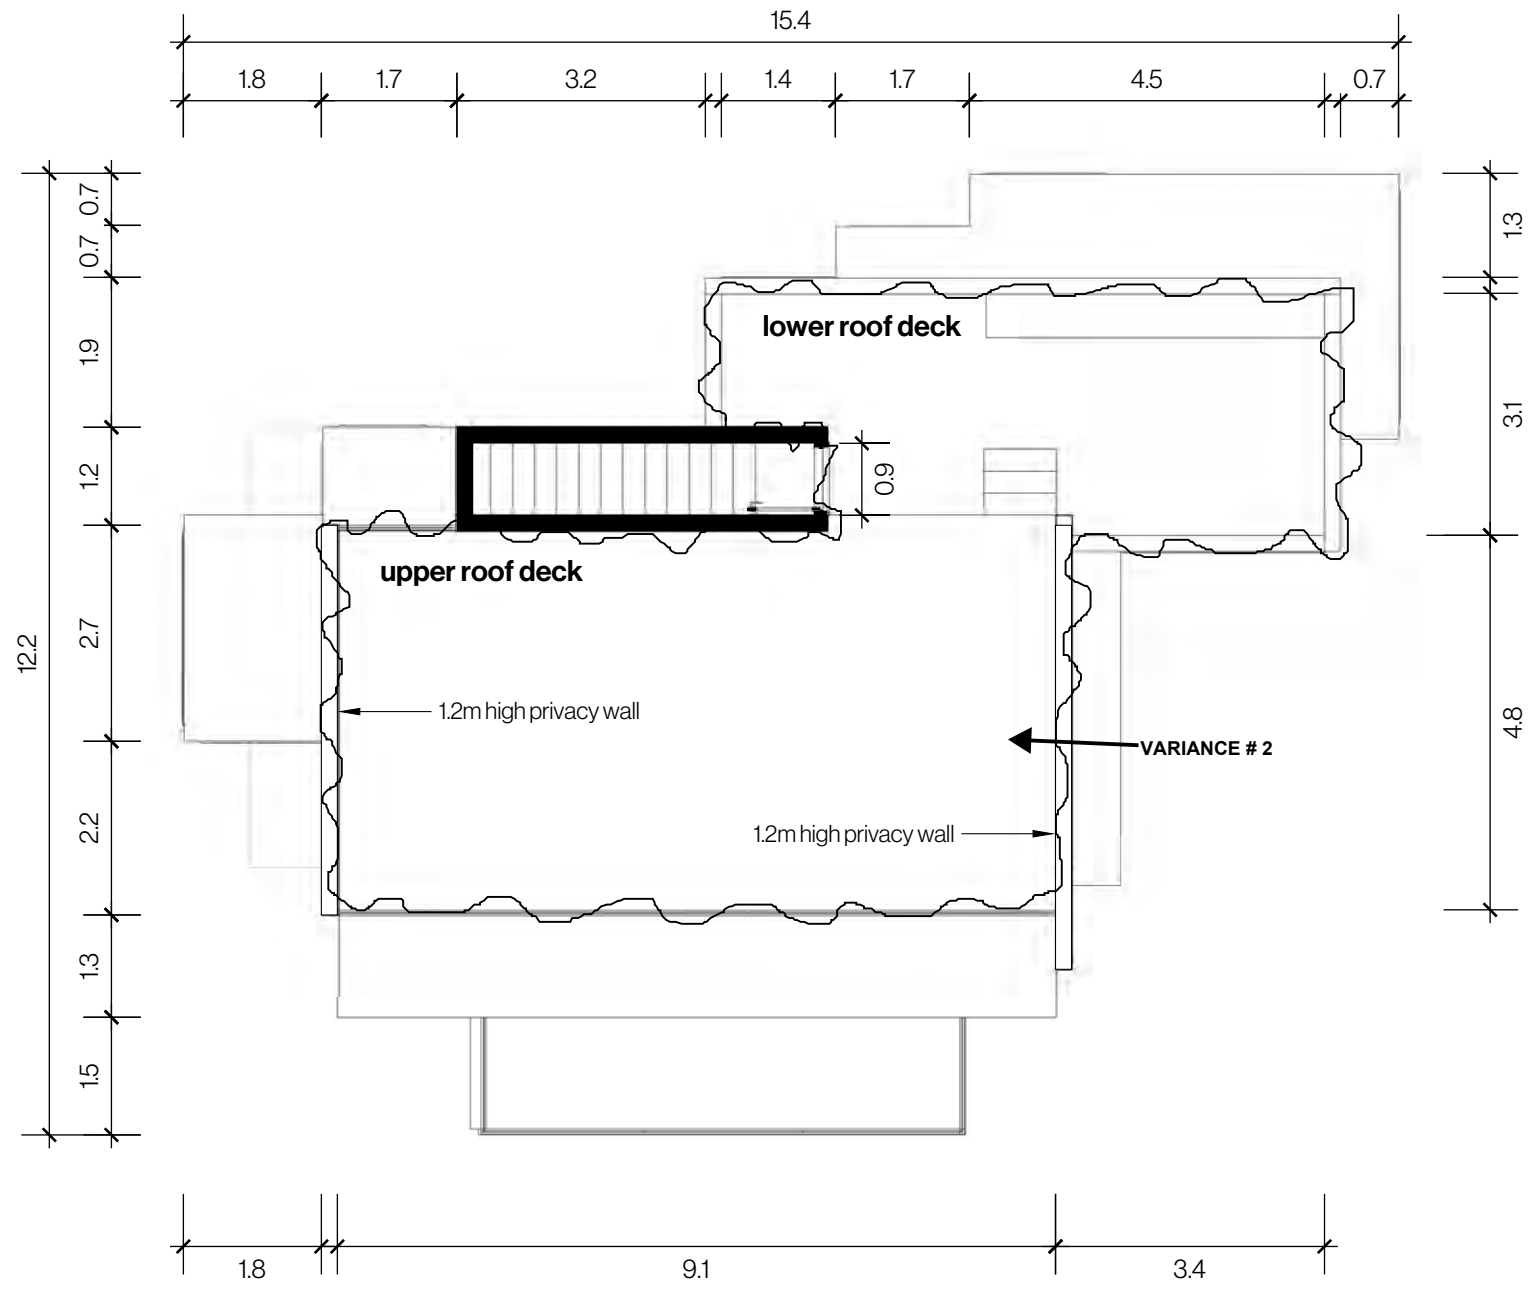 15.4
1.8 1.7 3.2 1.4 1.7 4.5 0.7
0.7
0.7
1.9
1.2
2.7
12.2
2.2
1.3
1.5
1.3
3.1
4.8
lower roof deck
0.9
upper roof deck
1.2m high privacy wall
VARIANCE # 2
1.2m high privacy wall
1.8 9.1 3.4